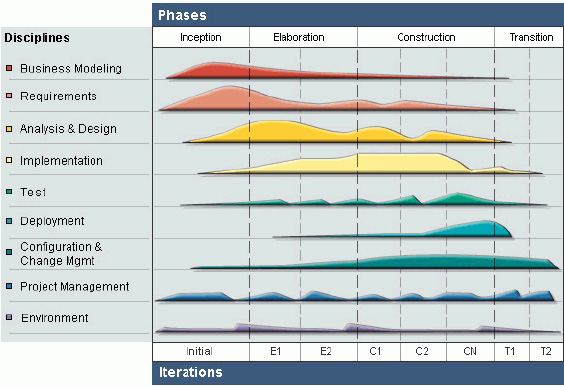 Phases
Disciplines
Inception Elaboration Construction Transition
Business Modeling
Requirements
Analysis & Design
Implementation
Test
Deployment
Configuration &
Change Mgmt
Project Management
Environment
Initial E1 E2 C1 C2 CN T1 T2
Iterations